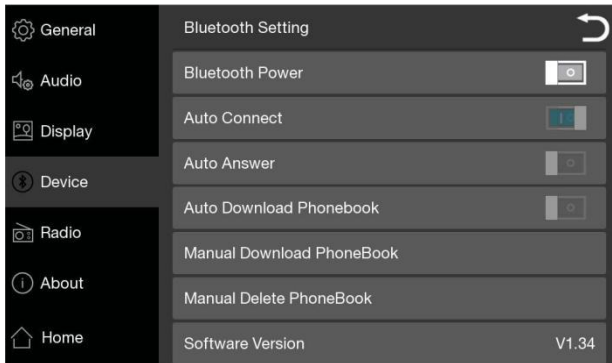 General
Audio
Display
Device
Radio
About
Home
Bluetooth Setting
Bluetooth Power
Auto Connect
Auto Answer
Auto Download Phonebook
Manual Download PhoneBook
Manual Delete PhoneBook
Software Version V1.34